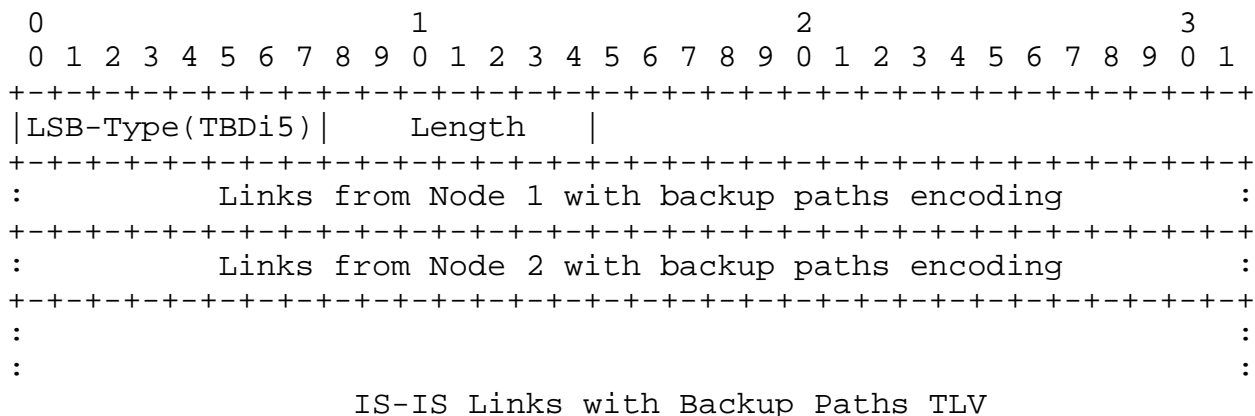 0                   1                   2                   3
 0 1 2 3 4 5 6 7 8 9 0 1 2 3 4 5 6 7 8 9 0 1 2 3 4 5 6 7 8 9 0 1
+-+-+-+-+-+-+-+-+-+-+-+-+-+-+-+-+-+-+-+-+-+-+-+-+-+-+-+-+-+-+-+-+
|LSB-Type(TBDi5)|    Length   |
+-+-+-+-+-+-+-+-+-+-+-+-+-+-+-+-+-+-+-+-+-+-+-+-+-+-+-+-+-+-+-+-+
:          Links from Node 1 with backup paths encoding         :
+-+-+-+-+-+-+-+-+-+-+-+-+-+-+-+-+-+-+-+-+-+-+-+-+-+-+-+-+-+-+-+-+
:          Links from Node 2 with backup paths encoding         :
+-+-+-+-+-+-+-+-+-+-+-+-+-+-+-+-+-+-+-+-+-+-+-+-+-+-+-+-+-+-+-+-+
:                                                               :
:                                                               :
                 IS-IS Links with Backup Paths TLV